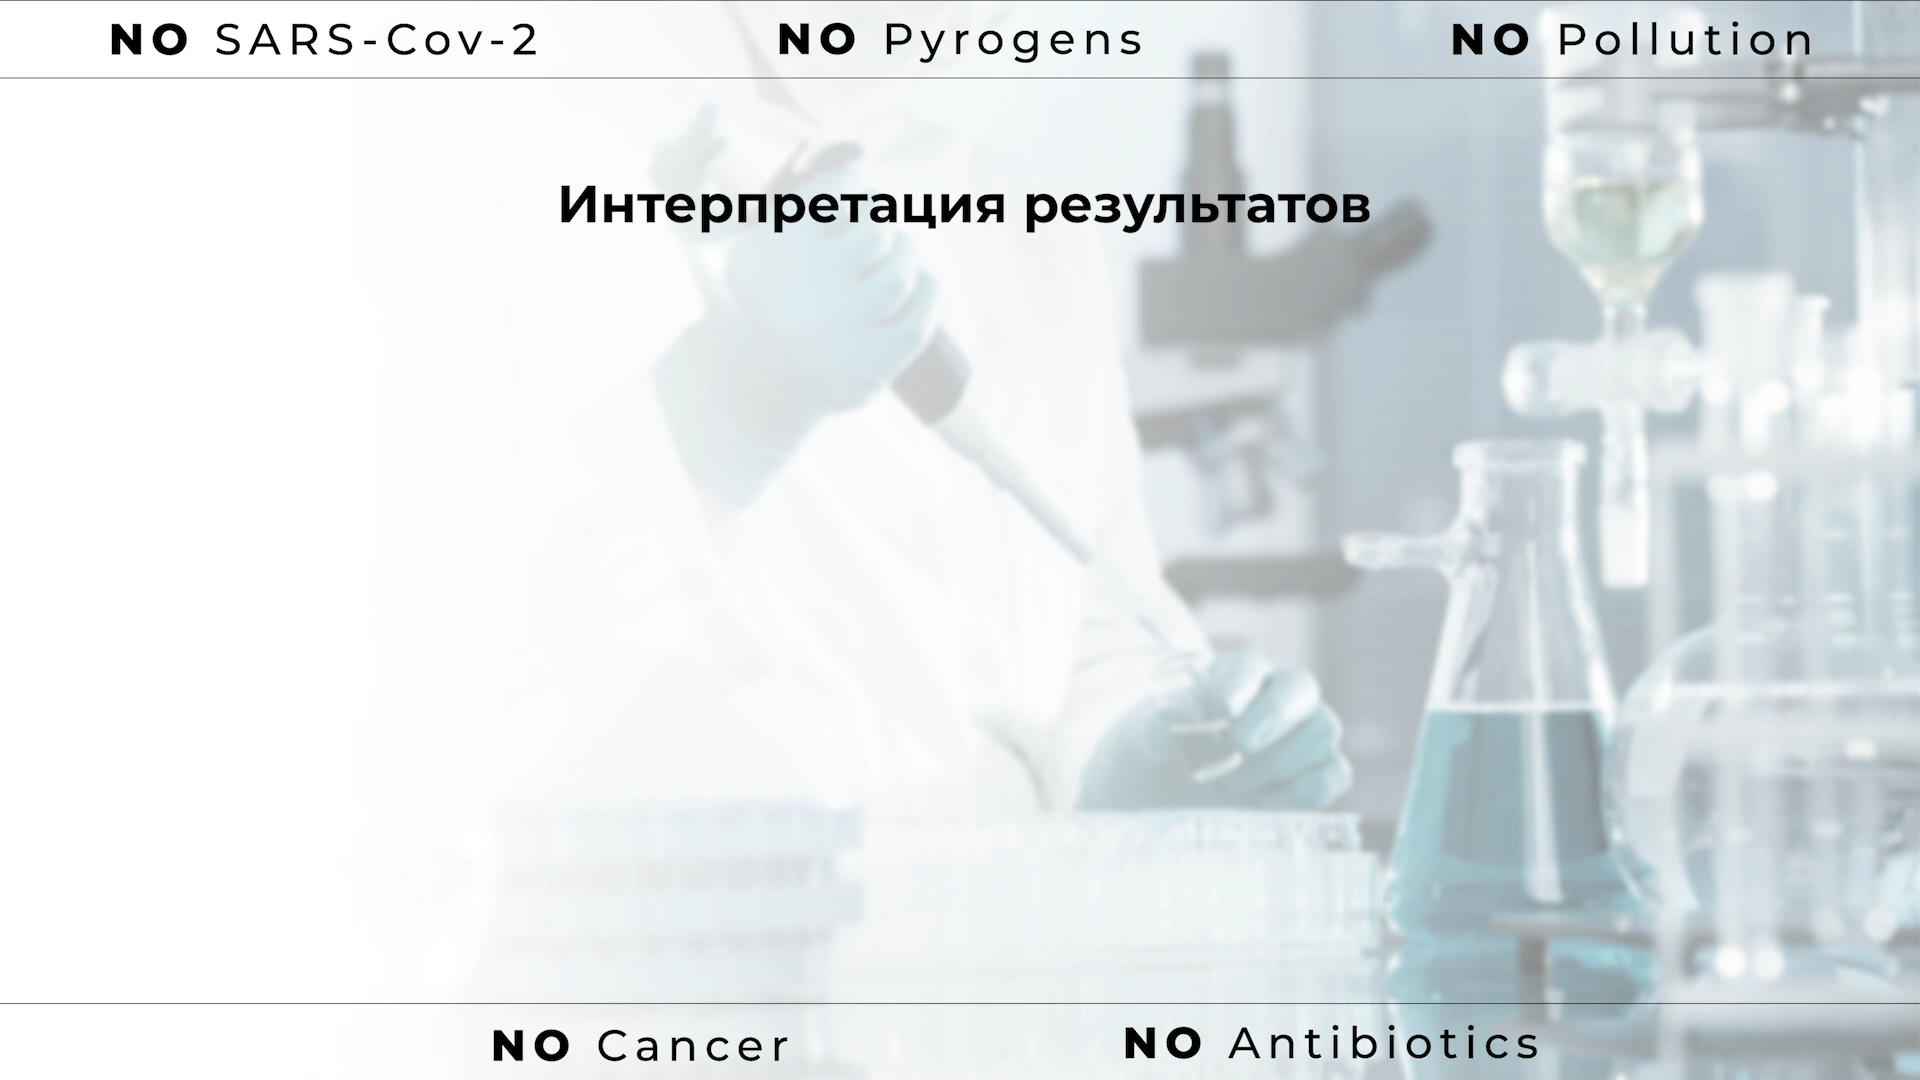 NO SARS-Cov-2
NO Pyrogens
NO Pollution
Интерпретация результатов
NO Cancer
NO Antibiotics